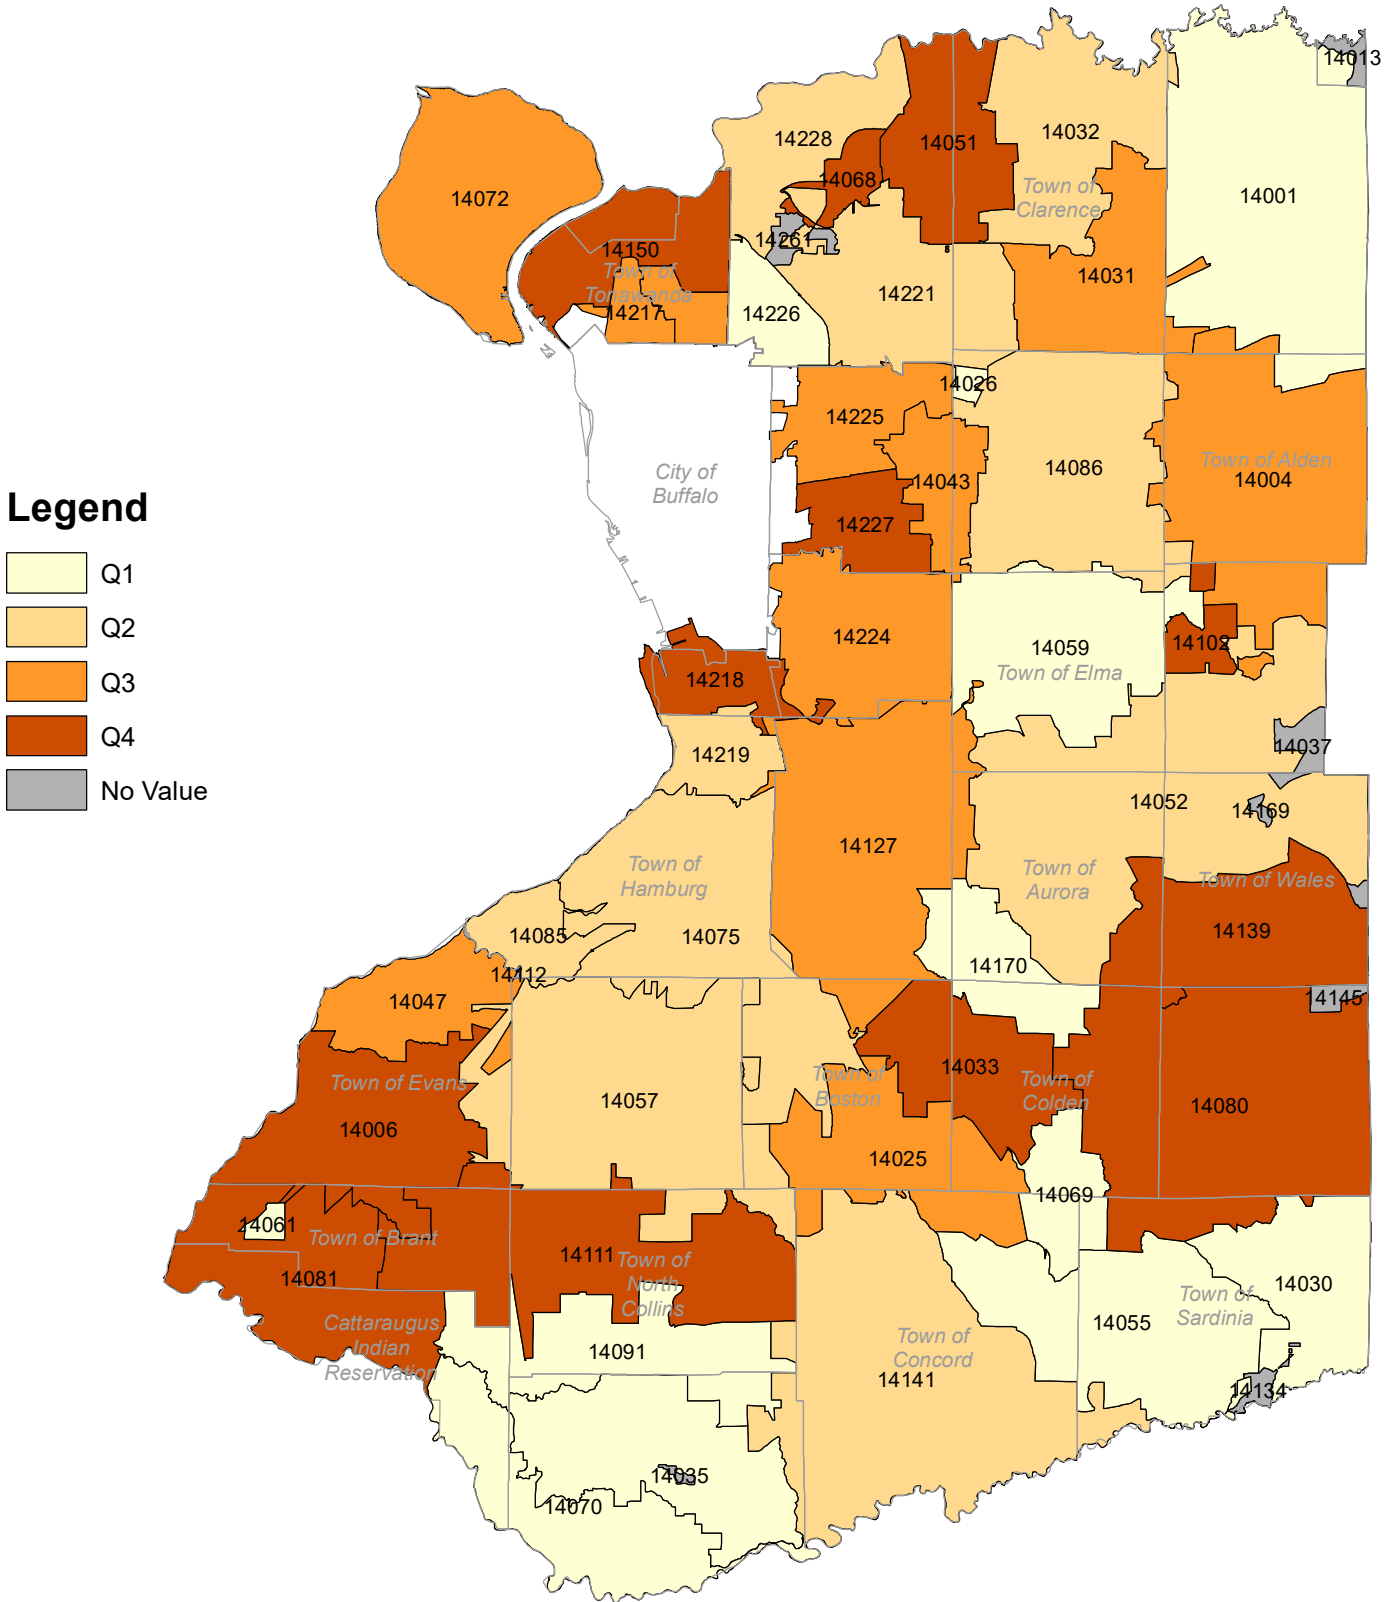 14013
14228
14051
14032
14068
14072
14001
Town of
Clarence
14261
14150
Town of
Tonawanda
14031
14221
14217
14226
14026
14225
Town of Alden
14004
14086
City of
Buffalo
14043
14227
Legend
Q1
Q2
Q3
Q4
No Value
14224
14059
Town of Elma
14102
14218
14219
14037
14052
14169
14127
Town of
Hamburg
Town of
Aurora
Town of Wales
14085
14075
14139
14170
14112
14047
14145
14033
Town of Evans
Town of
Boston
Town of
Colden
14057
14080
14006
14025
14069
14061
Town of Brant
14111
Town of
North
Collins
14081
14030
Town of
Sardinia
14055
Cattaraugus
Indian
Reservation
Town of
Concord
14091
14141
14134
14035
14070